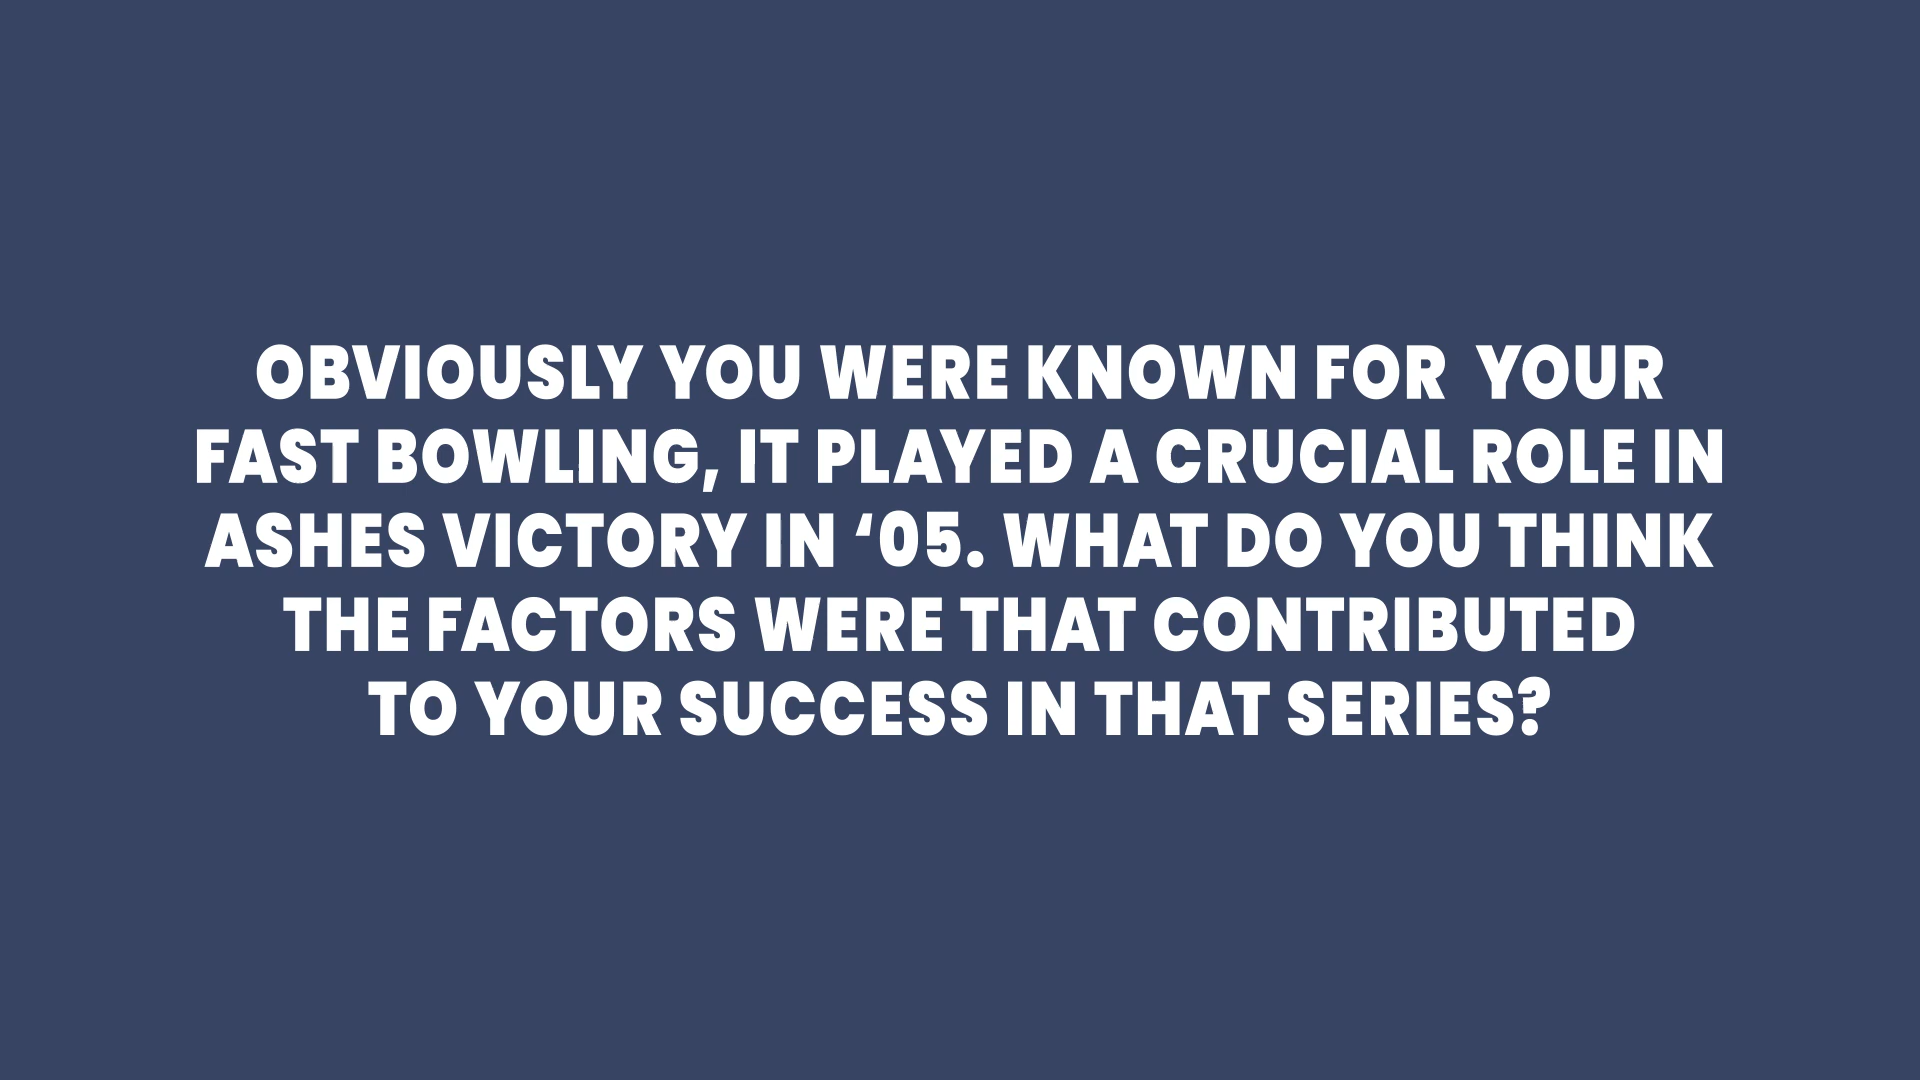 OBVIOUSLY YOU WERE KNOWN FOR  YOUR
FAST BOWLING, IT PLAYED A CRUCIAL ROLE IN
ASHES VICTORY IN ‘05. WHAT DO YOU THINK
THE FACTORS WERE THAT CONTRIBUTED
TO YOUR SUCCESS IN THAT SERIES?